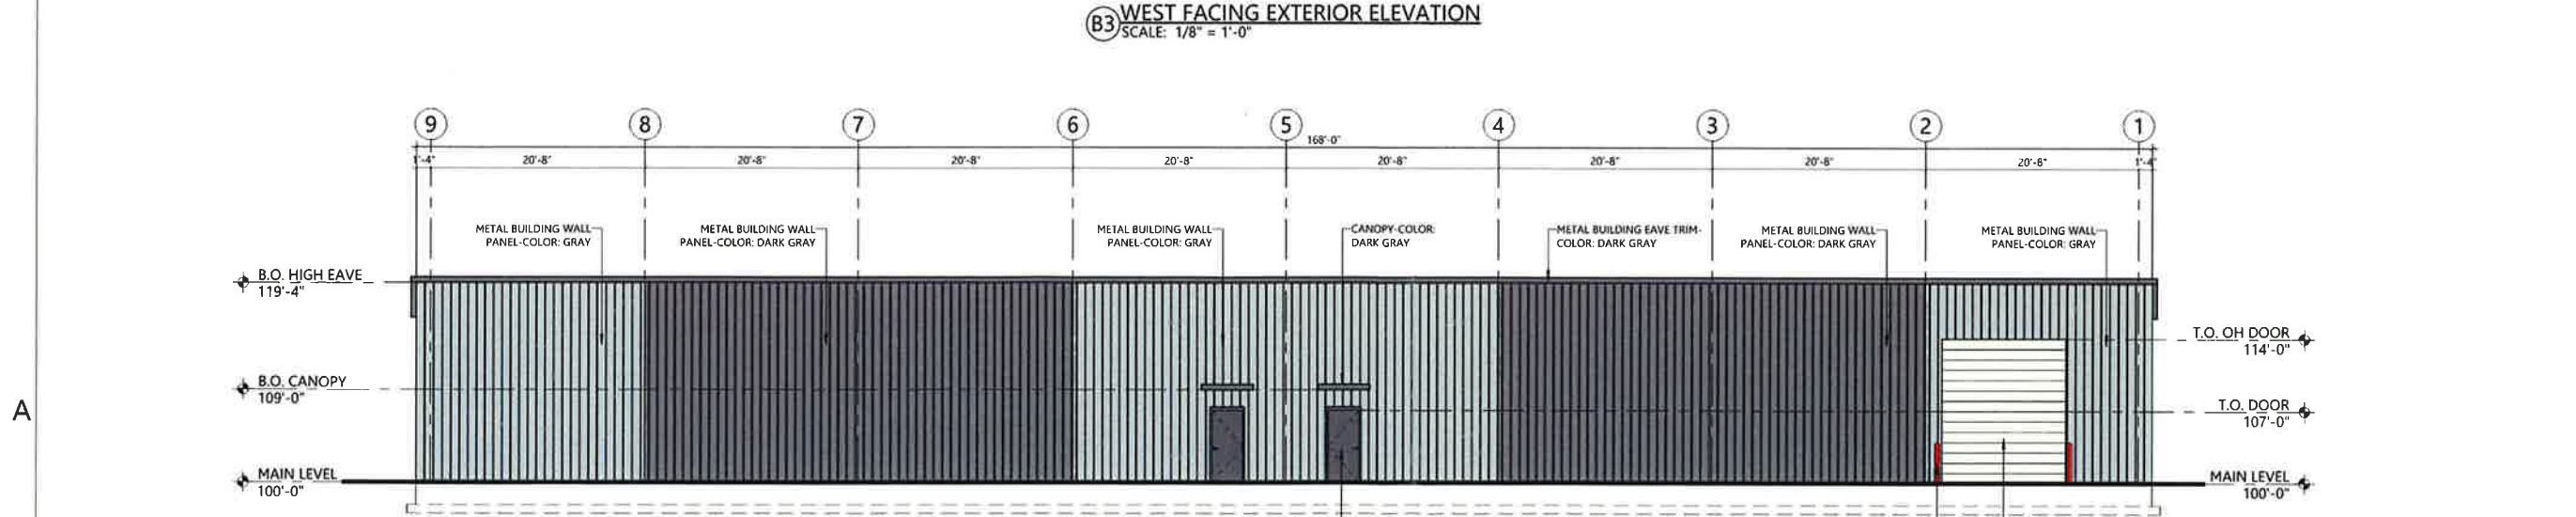 B3 WEST FACING EXTERIOR ELEVATION
SCALE: 1/8" = 1'-0"
9 8 7 6 5 4 3 2 1
168'-0"
1'-4" 20'-8" 20'-8" 20'-8" 20'-8" 20'-8" 20'-8" 20'-8" 20'-8" 1'-4"
METAL BUILDING WALL
PANEL-COLOR: GRAY
METAL BUILDING WALL
PANEL-COLOR: DARK GRAY
METAL BUILDING WALL
PANEL-COLOR: GRAY
CANOPY-COLOR:
DARK GRAY
METAL BUILDING EAVE TRIM-
COLOR: DARK GRAY
METAL BUILDING WALL
PANEL-COLOR: DARK GRAY
METAL BUILDING WALL
PANEL-COLOR: GRAY
B.O. HIGH EAVE
119'-4"
T.O. OH DOOR
114'-0"
B.O. CANOPY
109'-0"
A
T.O. DOOR
107'-0"
MAIN LEVEL
100'-0"
MAIN LEVEL
100'-0"